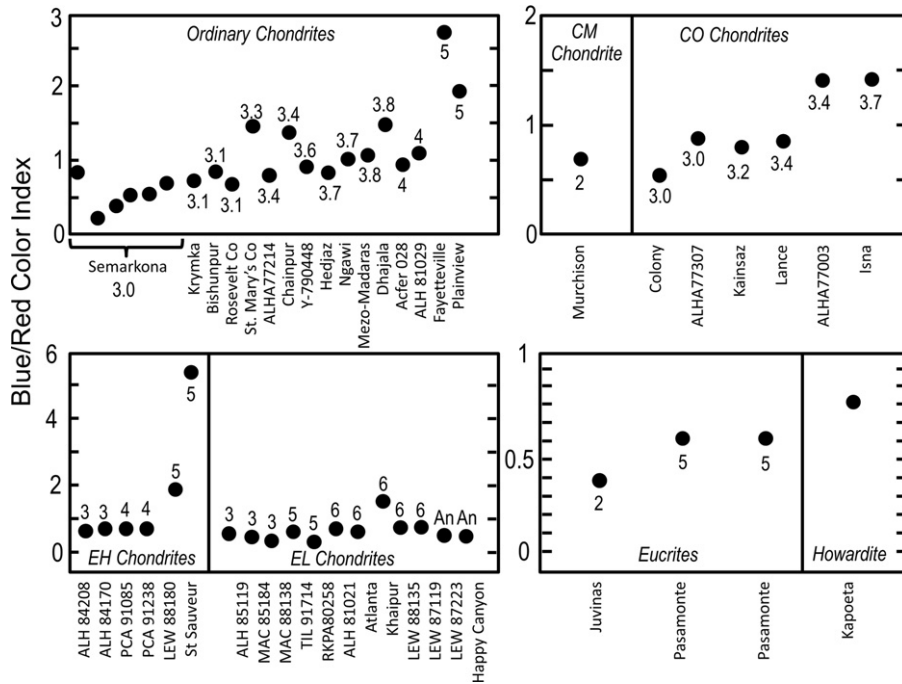 Blue/Red Color Index
Ordinary Chondrites
3
2
1
0
3.1
3.1
3.1
3.3
3.4
3.4
3.6
3.7
3.7
3.8
3.8
4
4
5
5
Semarkona
3.0
Krymka
Bishunpur
Rosevelt Co
St. Mary's Co
ALHA77214
Chainpur
Y-790448
Hedjaz
Ngawi
Mezo-Madaras
Dhajala
Acfer 028
ALH 81029
Fayetteville
Plainview
CM
Chondrite
CO Chondrites
2
1
0
2
3.0
3.0
3.2
3.4
3.4
3.7
Murchison
Colony
ALHA77307
Kainsaz
Lance
ALHA77003
Isna
6
4
2
0
3
3
4
4
5
5
EH Chondrites
3
3
3
5
5
6
6
6
6
6
An
An
EL Chondrites
ALH 84208
ALH 84170
PCA 91085
PCA 91238
LEW 88180
St Sauveur
ALH 85119
MAC 85184
MAC 88138
TIL 91714
RKPA80258
ALH 81021
Atlanta
Khaipur
LEW 88135
LEW 87119
LEW 87223
Happy Canyon
1
0.5
0
2
5
5
Eucrites
Howardite
Juvinas
Pasamonte
Pasamonte
Kapoeta